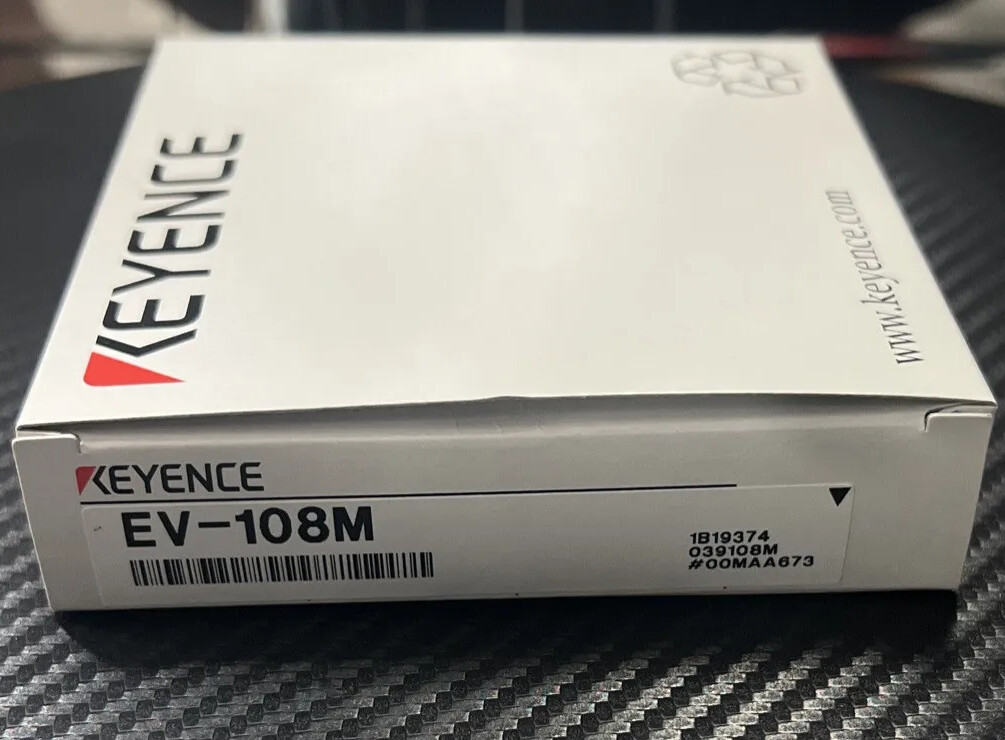 KEYENCE
www.keyence.com
KEYENCE
EV-108M
1B19374
039108M
#00MAA673